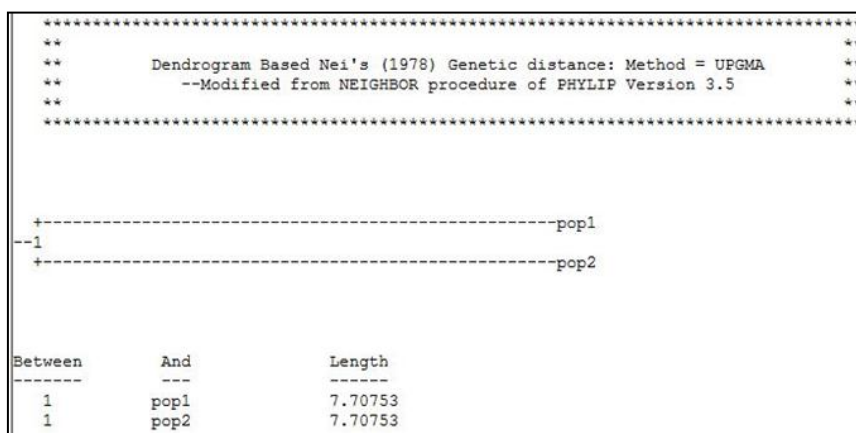 ***********************************************************************************
** **
** Dendrogram Based Nei's (1978) Genetic distance: Method = UPGMA **
** --Modified from NEIGHBOR procedure of PHYLIP Version 3.5 **
** **
***********************************************************************************
+----------------------------------------------------pop1
--1
+----------------------------------------------------pop2
Between And Length
------- --- ------
1 pop1 7.70753
1 pop2 7.70753